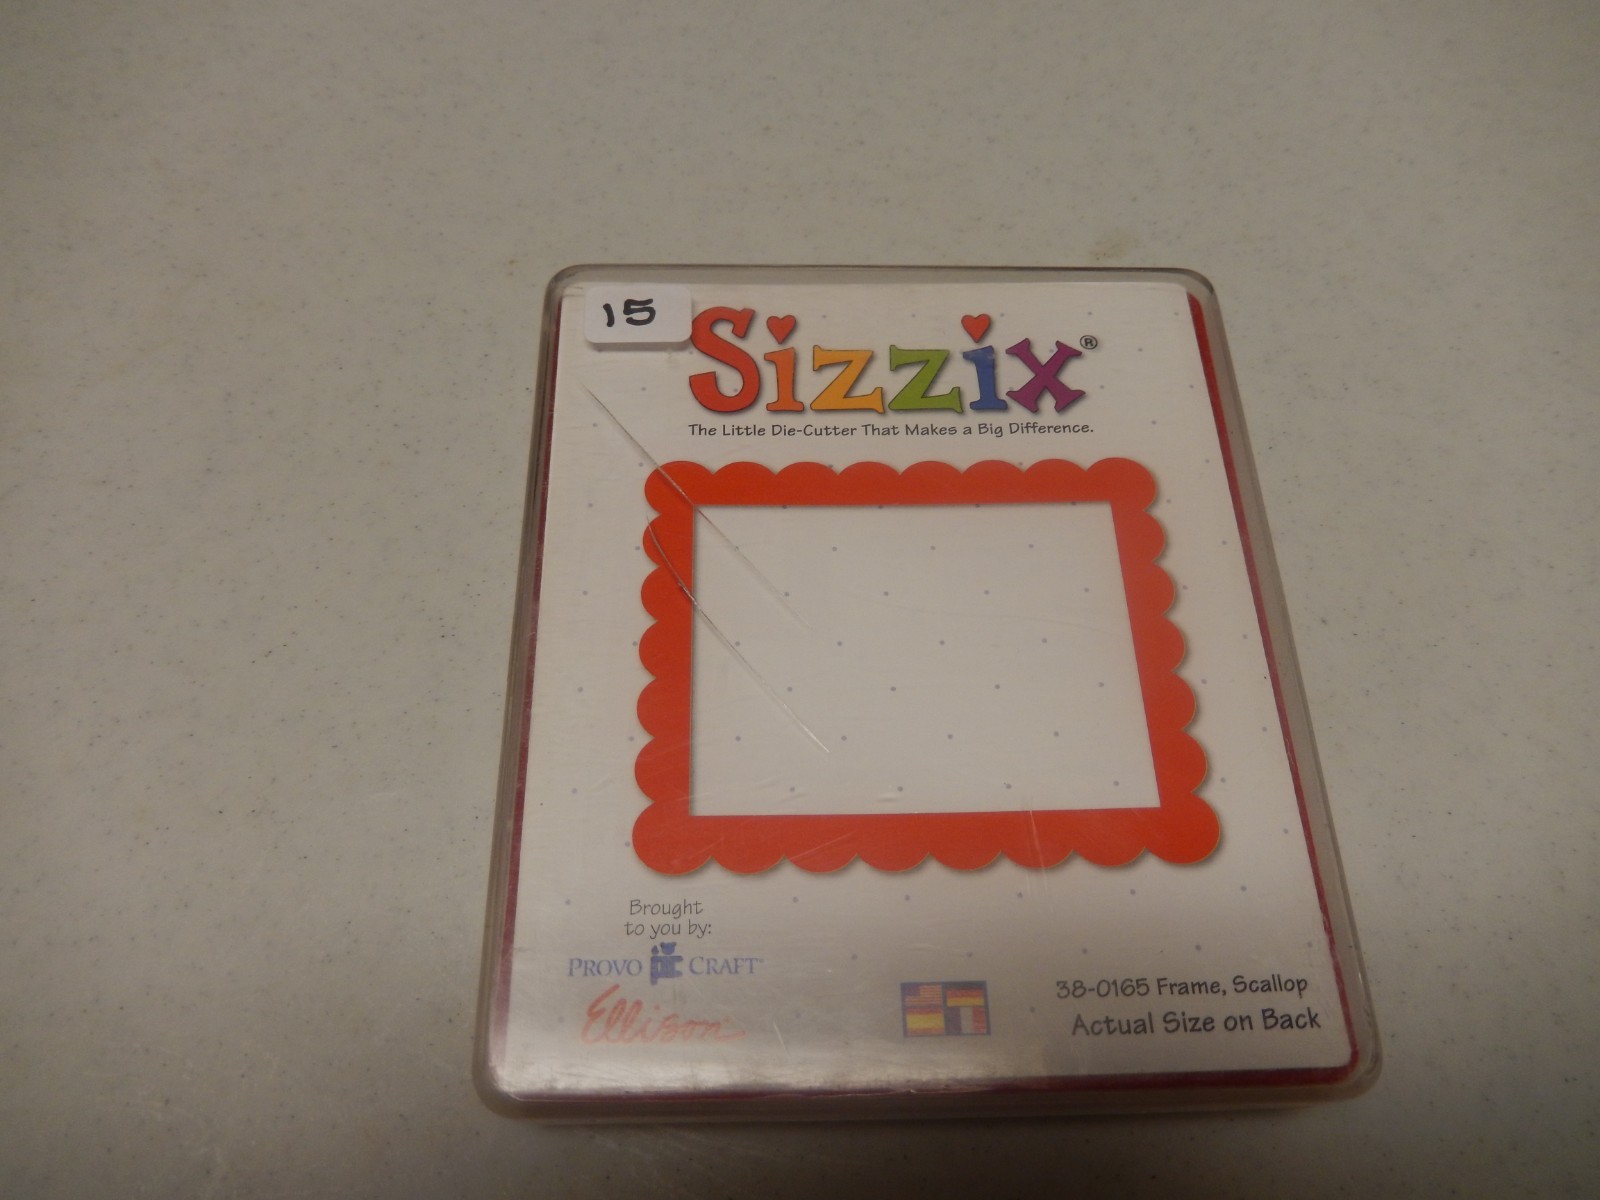 15
Sizzix®
The Little Die-Cutter That Makes a Big Difference.
Brought
to you by:
PROVO CRAFT
Ellison
38-0165 Frame, Scallop
Actual Size on Back